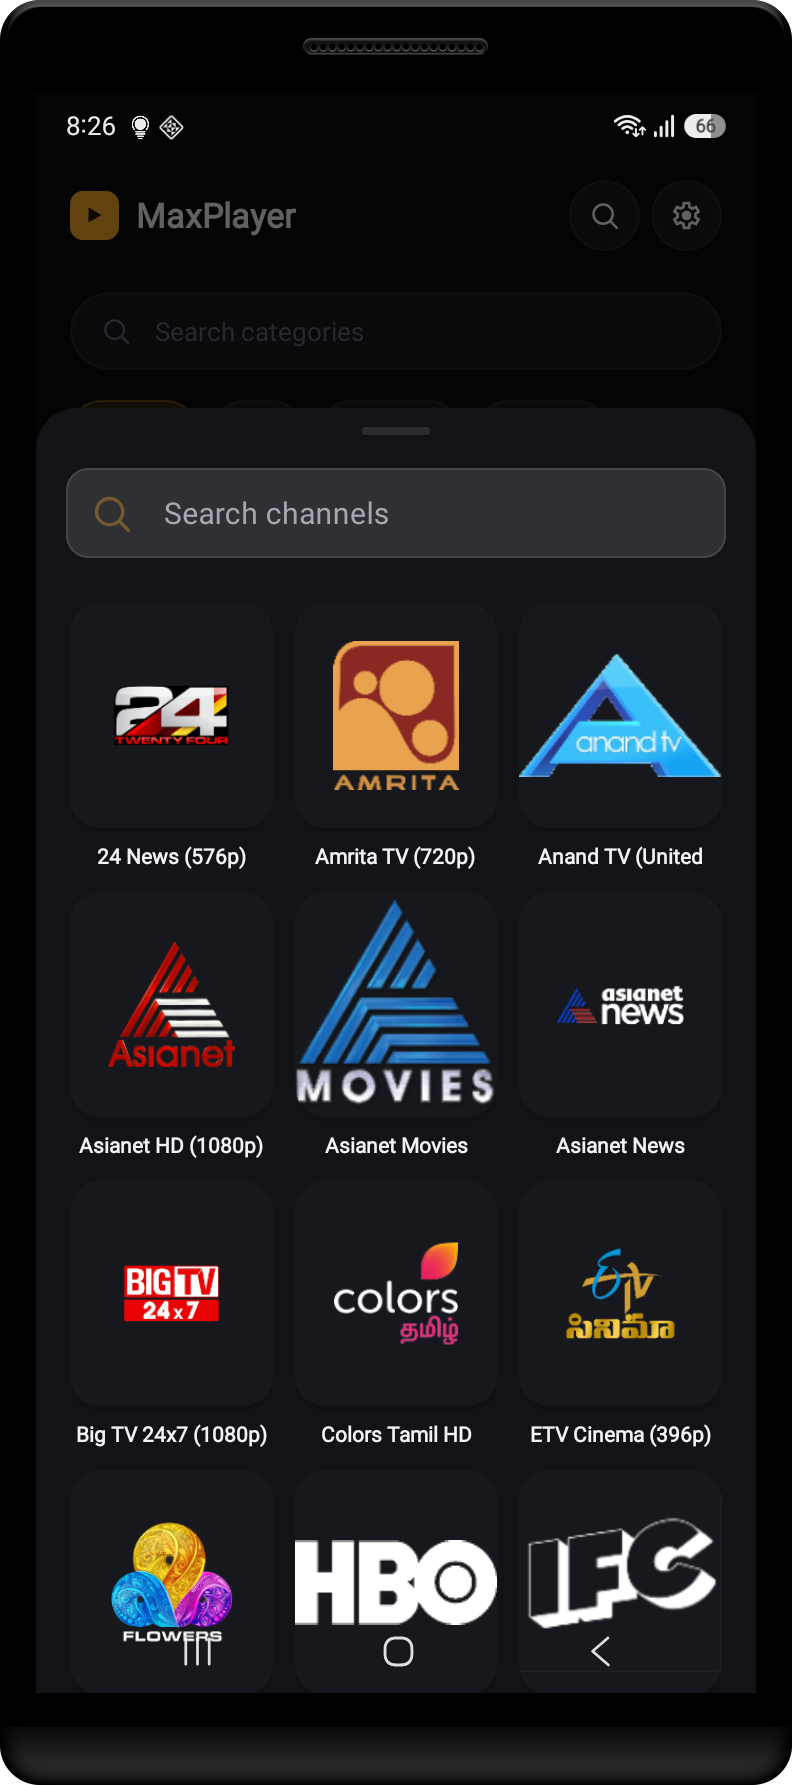 8:26
66
MaxPlayer
Search categories
Search channels
24
TWENTY FOUR
AMRITA
anand tv
24 News (576p)
Amrita TV (720p)
Anand TV (United
Asianet
MOVIES
asianet
news
Asianet HD (1080p)
Asianet Movies
Asianet News
BIG TV
24x7
colors
தமிழ்
ETV
సినిమా
Big TV 24x7 (1080p)
Colors Tamil HD
ETV Cinema (396p)
FLOWERS
HBO
IFC